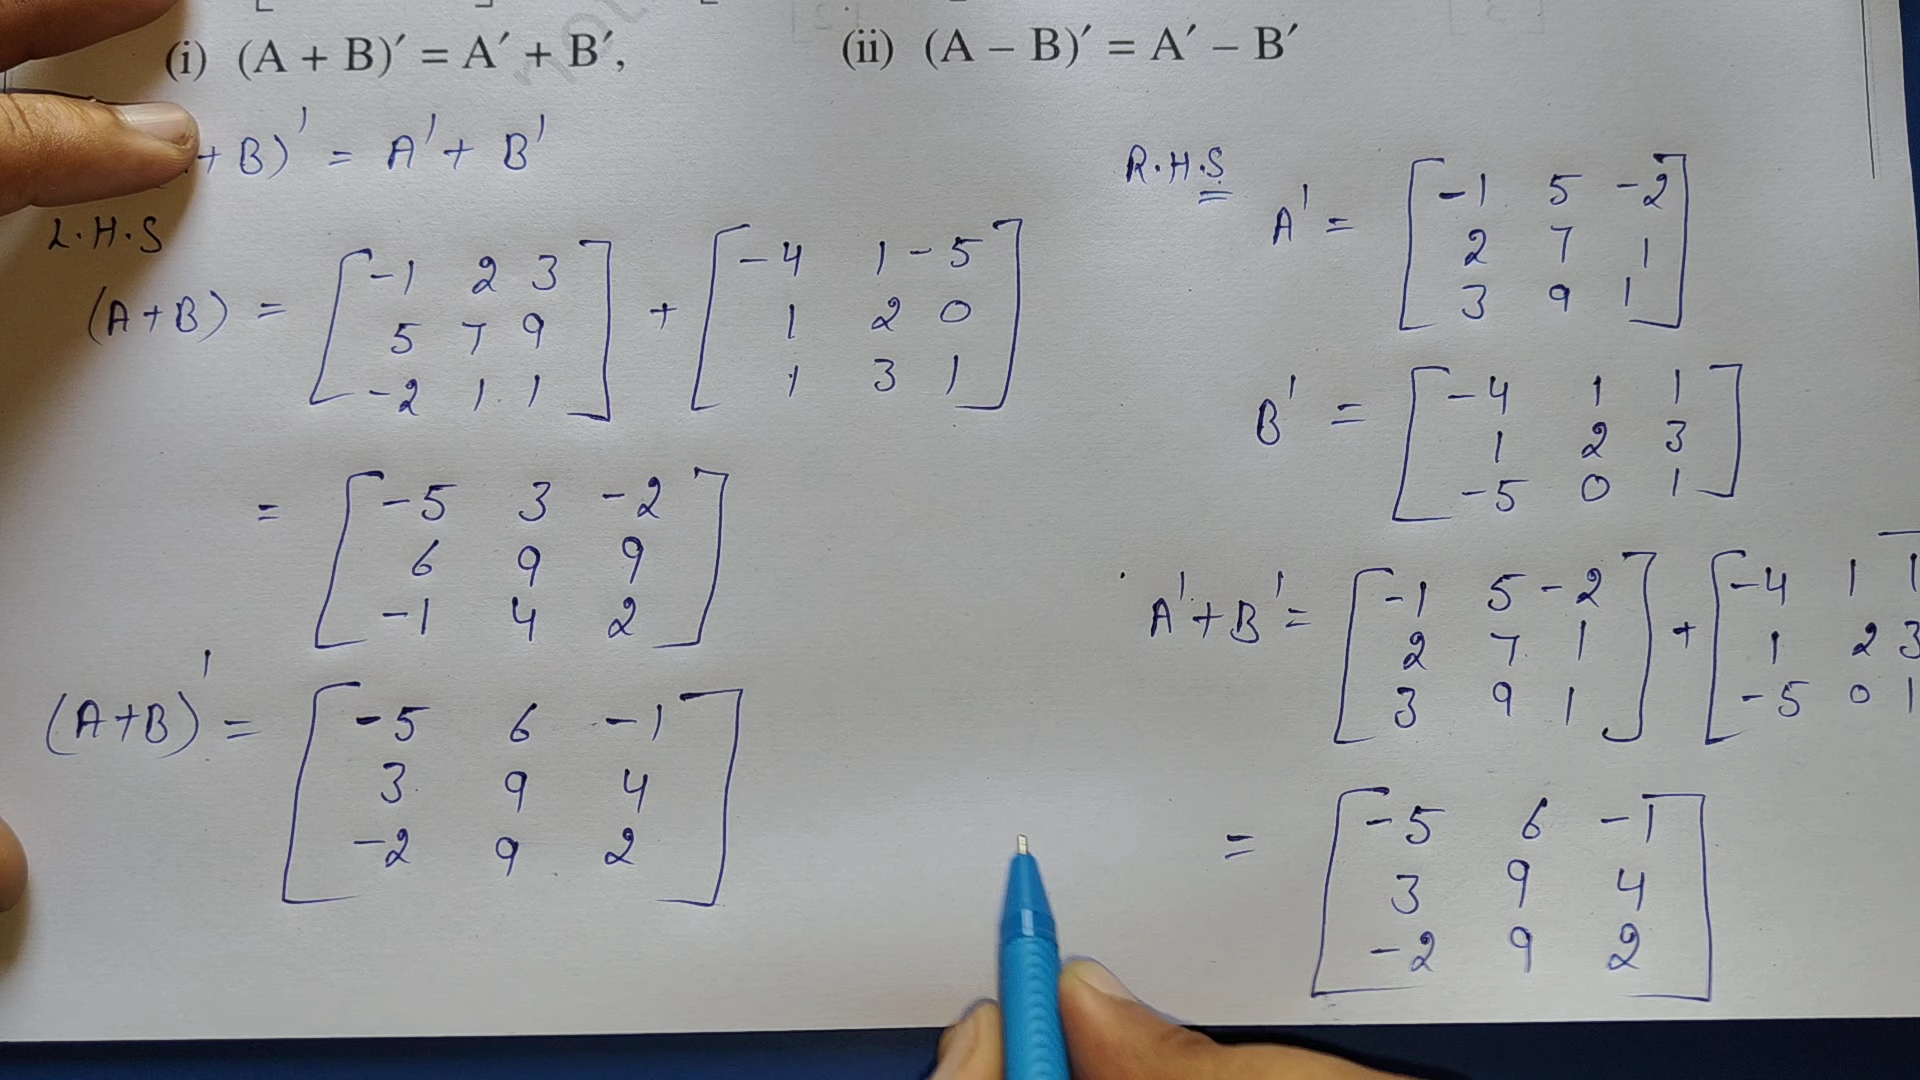 (i) (A + B)′ = A′ + B′, (ii) (A – B)′ = A′ – B′
+ B)' = A' + B'
L.H.S
(A+B) = [ -1 2 3 ] + [ -4 1 -5 ]
5 7 9 1 2 0
-2 1 1 1 3 1
= [ -5 3 -2 ]
6 9 9
-1 4 2
(A+B)' = [ -5 6 -1 ]
3 9 4
-2 9 2
R.H.S
A' = [ -1 5 -2 ]
2 7 1
3 9 1
B' = [ -4 1 1 ]
1 2 3
-5 0 1
A' + B' = [ -1 5 -2 ] + [ -4 1 1
2 7 1 1 2 3
3 9 1 -5 0 1
= [ -5 6 -1 ]
3 9 4
-2 9 2